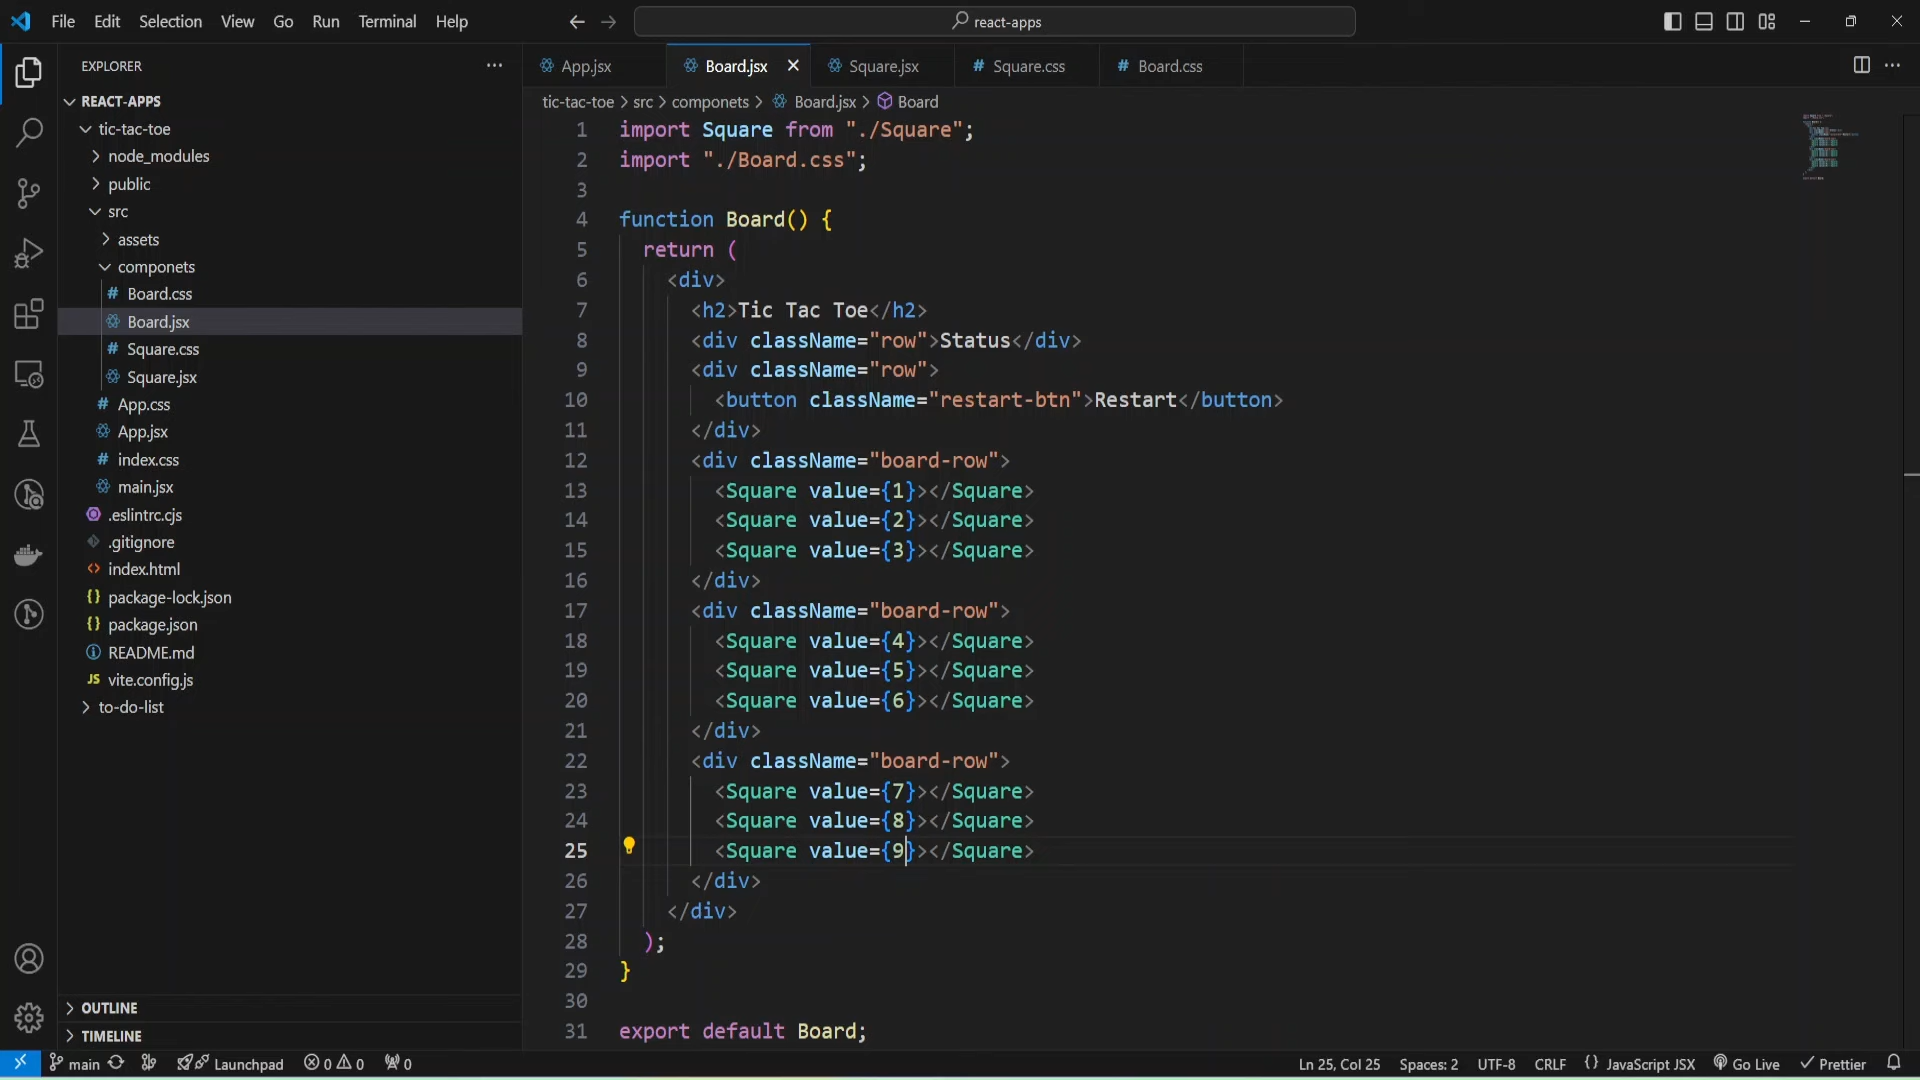 File Edit Selection View Go Run Terminal Help
react-apps
EXPLORER
REACT-APPS
tic-tac-toe
node_modules
public
src
assets
componets
# Board.css
Board.jsx
# Square.css
Square.jsx
# App.css
App.jsx
# index.css
main.jsx
.eslintrc.cjs
.gitignore
<> index.html
{} package-lock.json
{} package.json
README.md
JS vite.config.js
to-do-list
OUTLINE
TIMELINE
App.jsx Board.jsx × Square.jsx # Square.css # Board.css
tic-tac-toe > src > componets > Board.jsx > Board
1 import Square from "./Square";
2 import "./Board.css";
3
4 function Board() {
5 return (
6 <div>
7 <h2>Tic Tac Toe</h2>
8 <div className="row">Status</div>
9 <div className="row">
10 <button className="restart-btn">Restart</button>
11 </div>
12 <div className="board-row">
13 <Square value={1}></Square>
14 <Square value={2}></Square>
15 <Square value={3}></Square>
16 </div>
17 <div className="board-row">
18 <Square value={4}></Square>
19 <Square value={5}></Square>
20 <Square value={6}></Square>
21 </div>
22 <div className="board-row">
23 <Square value={7}></Square>
24 <Square value={8}></Square>
25 <Square value={9}></Square>
26 </div>
27 </div>
28 );
29 }
30
31 export default Board;
main Launchpad 0 0 0 Ln 25, Col 25 Spaces: 2 UTF-8 CRLF {} JavaScript JSX Go Live Prettier